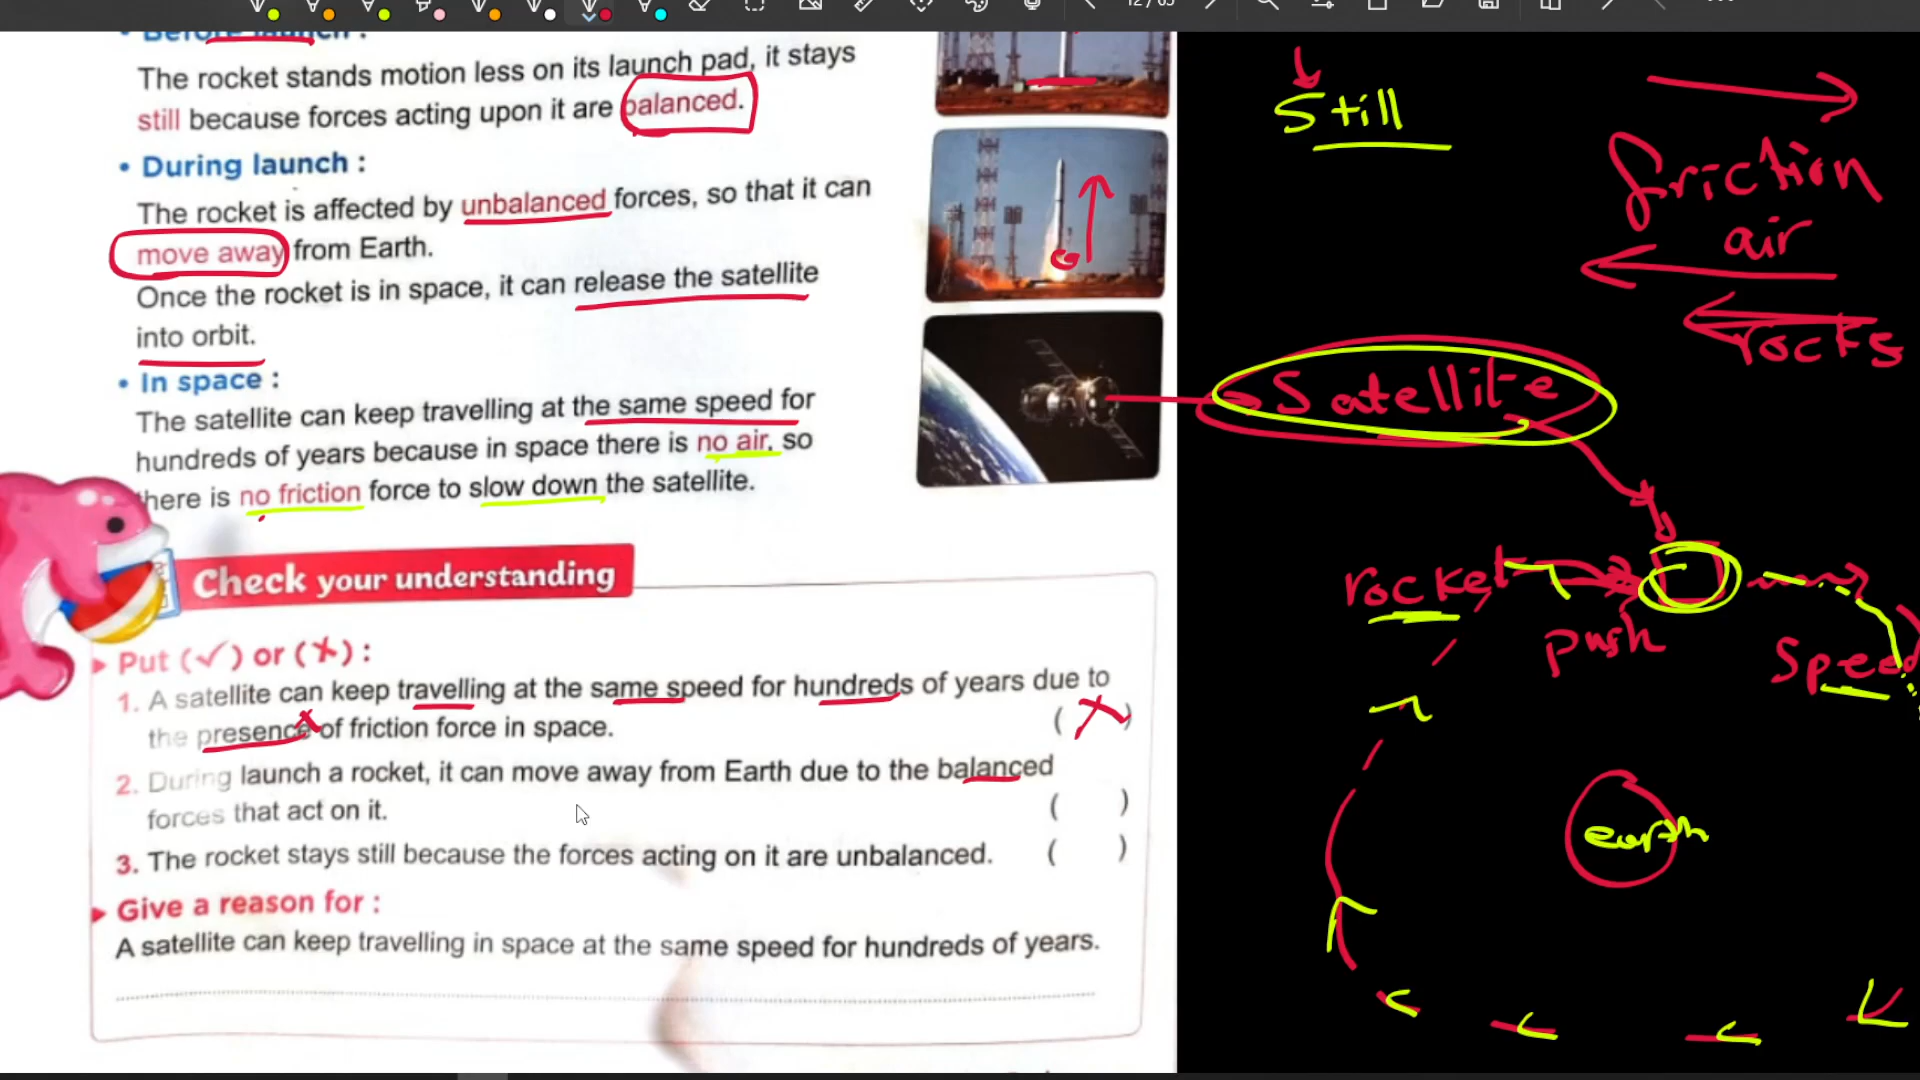 12 / 65
• Before launch :
The rocket stands motion less on its launch pad, it stays
still because forces acting upon it are balanced.
• During launch :
The rocket is affected by unbalanced forces, so that it can
move away from Earth.
Once the rocket is in space, it can release the satellite
into orbit.
• In space :
The satellite can keep travelling at the same speed for
hundreds of years because in space there is no air, so
there is no friction force to slow down the satellite.
Check your understanding
Put (✓) or (✗) :
1. A satellite can keep travelling at the same speed for hundreds of years due to
the presence of friction force in space. ( ✗ )
2. During launch a rocket, it can move away from Earth due to the balanced
forces that act on it. ( )
3. The rocket stays still because the forces acting on it are unbalanced. ( )
Give a reason for :
A satellite can keep travelling in space at the same speed for hundreds of years.
Still
friction
air
rocks
Satellite
rocket
push
Speed
earth